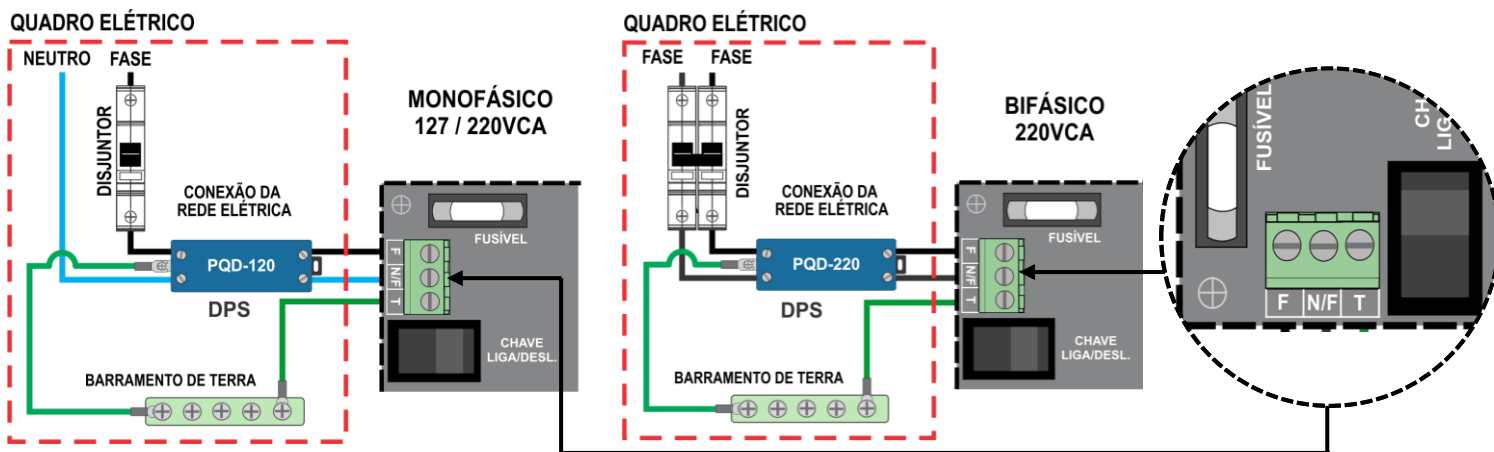 QUADRO ELÉTRICO
NEUTRO FASE
DISJUNTOR
MONOFÁSICO
127 / 220VCA
CONEXÃO DA
REDE ELÉTRICA
PQD-120
DPS
BARRAMENTO DE TERRA
FUSÍVEL
F
N/F
T
CHAVE
LIGA/DESL.
QUADRO ELÉTRICO
FASE FASE
DISJUNTOR
BIFÁSICO
220VCA
CONEXÃO DA
REDE ELÉTRICA
PQD-220
DPS
BARRAMENTO DE TERRA
FUSÍVEL
F
N/F
T
CHAVE
LIGA/DESL.
FUSÍVEL
F N/F T